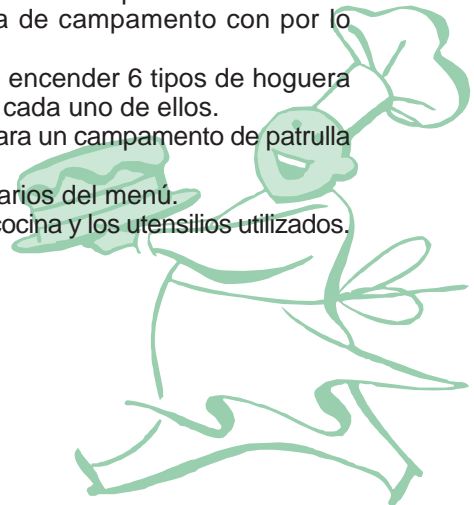 a de campamento con por lo
encender 6 tipos de hoguera
cada uno de ellos.
ara un campamento de patrulla
arios del menú.
cocina y los utensilios utilizados.